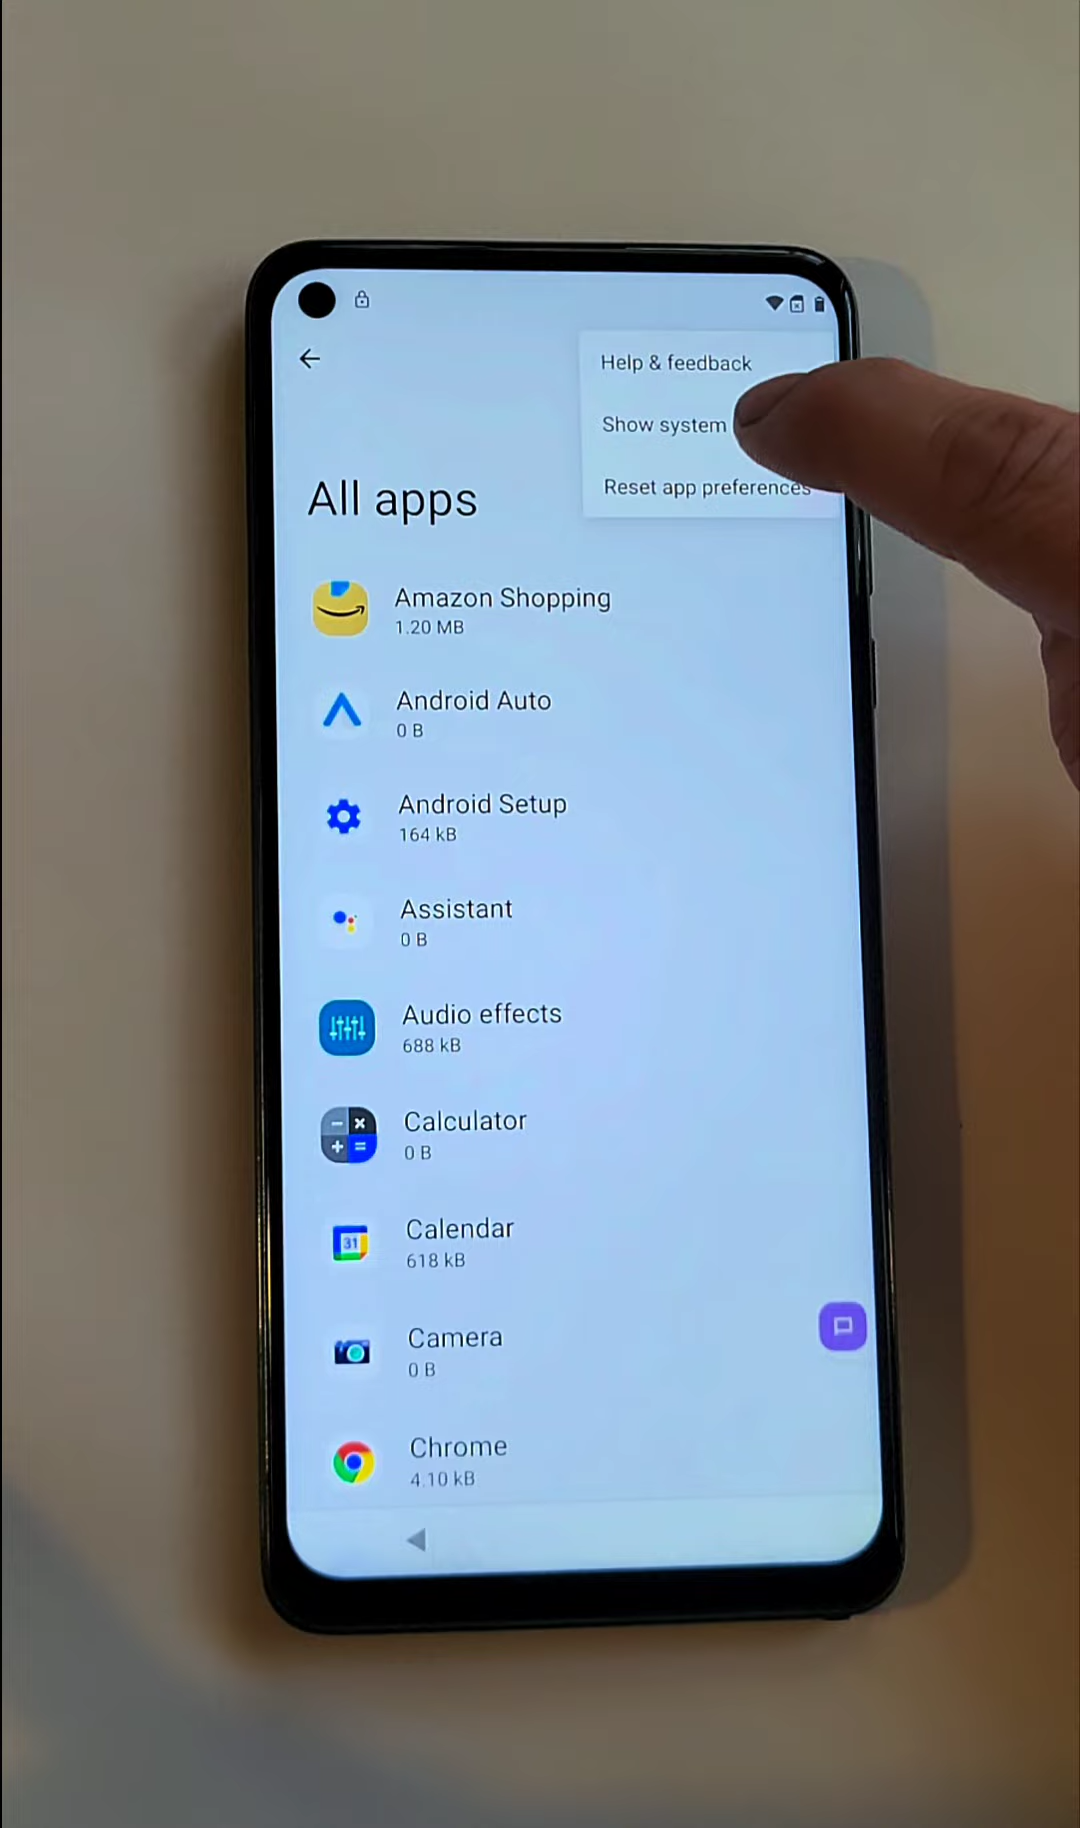 Help & feedback
Show system
Reset app preferences
All apps
Amazon Shopping
1.20 MB
Android Auto
0 B
Android Setup
164 kB
Assistant
0 B
Audio effects
688 kB
Calculator
0 B
Calendar
31
618 kB
Camera
0 B
Chrome
4.10 kB